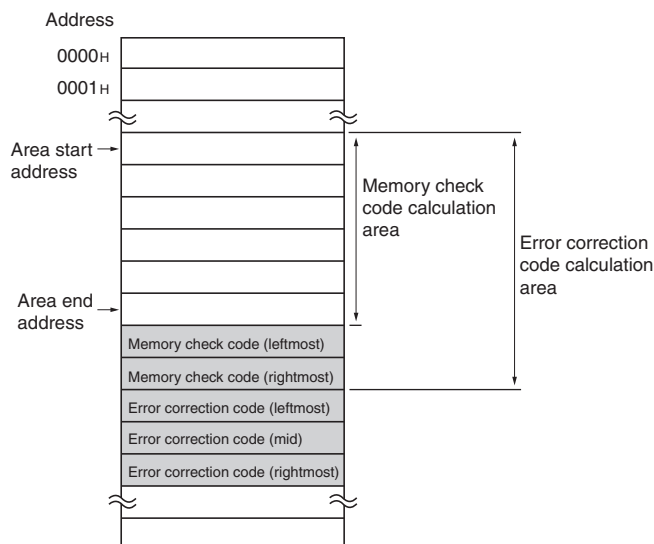 Address
0000H
0001H
Area start
address
Memory check
code calculation
area
Error correction
code calculation
area
Area end
address
Memory check code (leftmost)
Memory check code (rightmost)
Error correction code (leftmost)
Error correction code (mid)
Error correction code (rightmost)